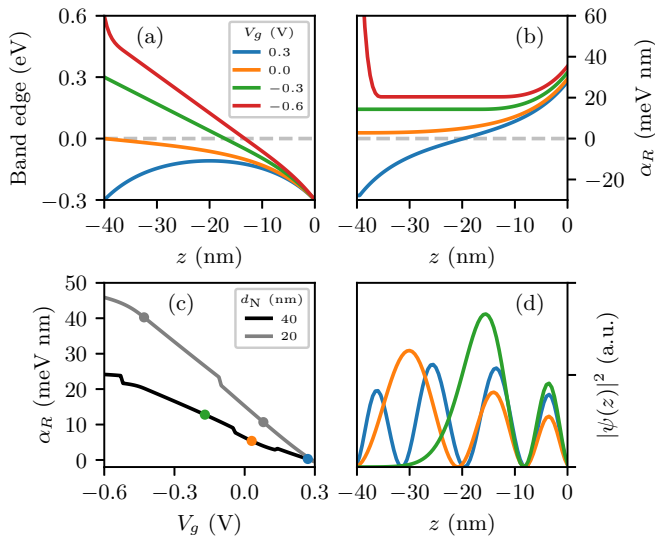 0.6
0.3
0.0
−0.3
Band edge (eV)
(a)
V_g (V)
0.3
0.0
−0.3
−0.6
−40
−30
−20
−10
0
z (nm)
(b)
60
40
20
0
−20
α_R (meV nm)
−40
−30
−20
−10
0
z (nm)
50
40
30
20
10
0
α_R (meV nm)
(c)
d_N (nm)
40
20
−0.6
−0.3
0.0
0.3
V_g (V)
(d)
|ψ(z)|² (a.u.)
−40
−30
−20
−10
0
z (nm)